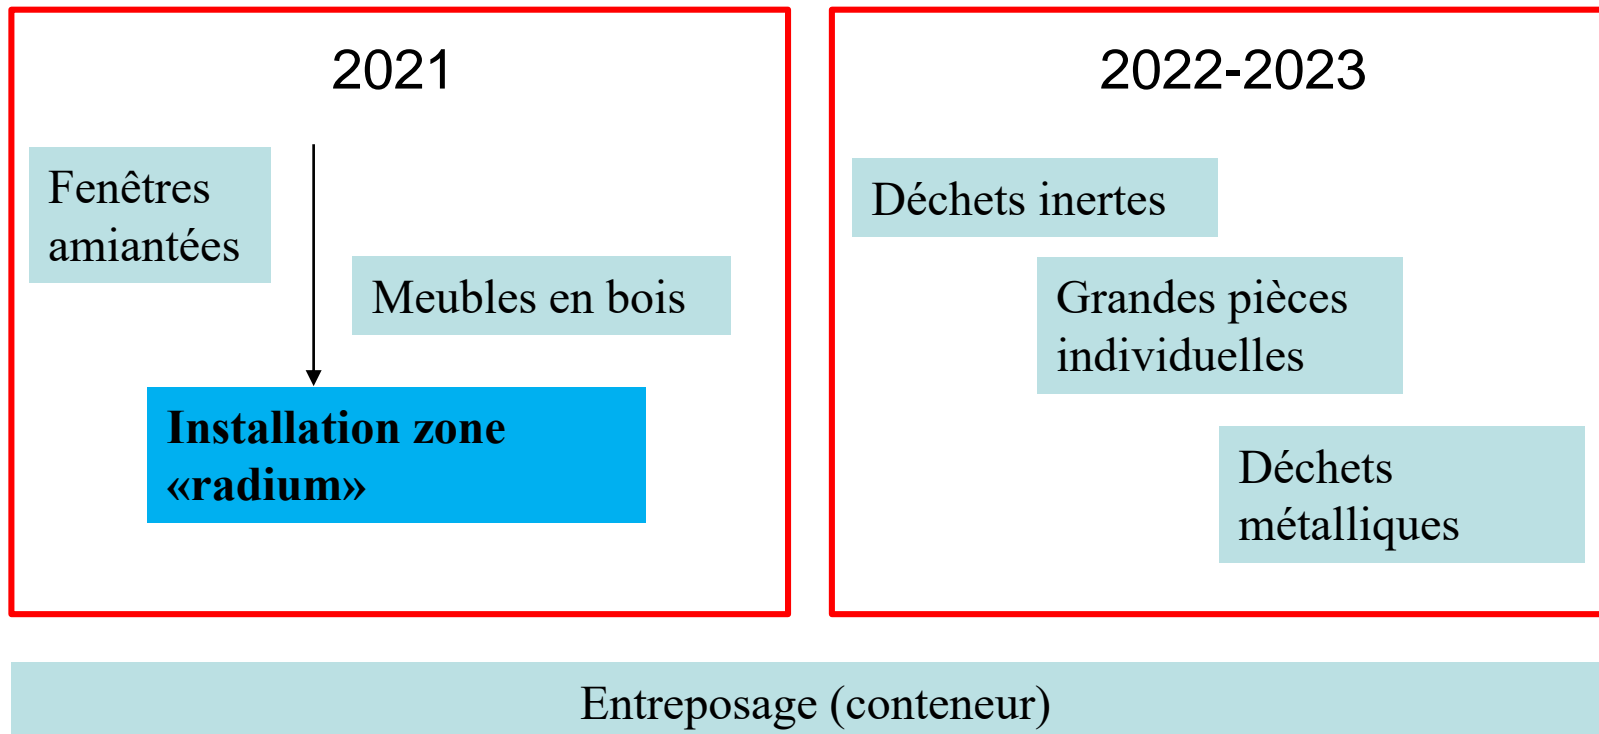 2021
Fenêtres
amiantées
Meubles en bois
Installation zone
«radium»
2022-2023
Déchets inertes
Grandes pièces
individuelles
Déchets
métalliques
Entreposage (conteneur)